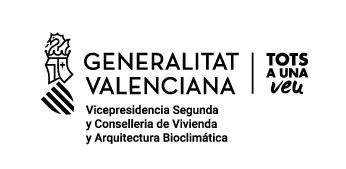 GENERALITAT
VALENCIANA
TOTS
A UNA
veu
Vicepresidencia Segunda
y Conselleria de Vivienda
y Arquitectura Bioclimática